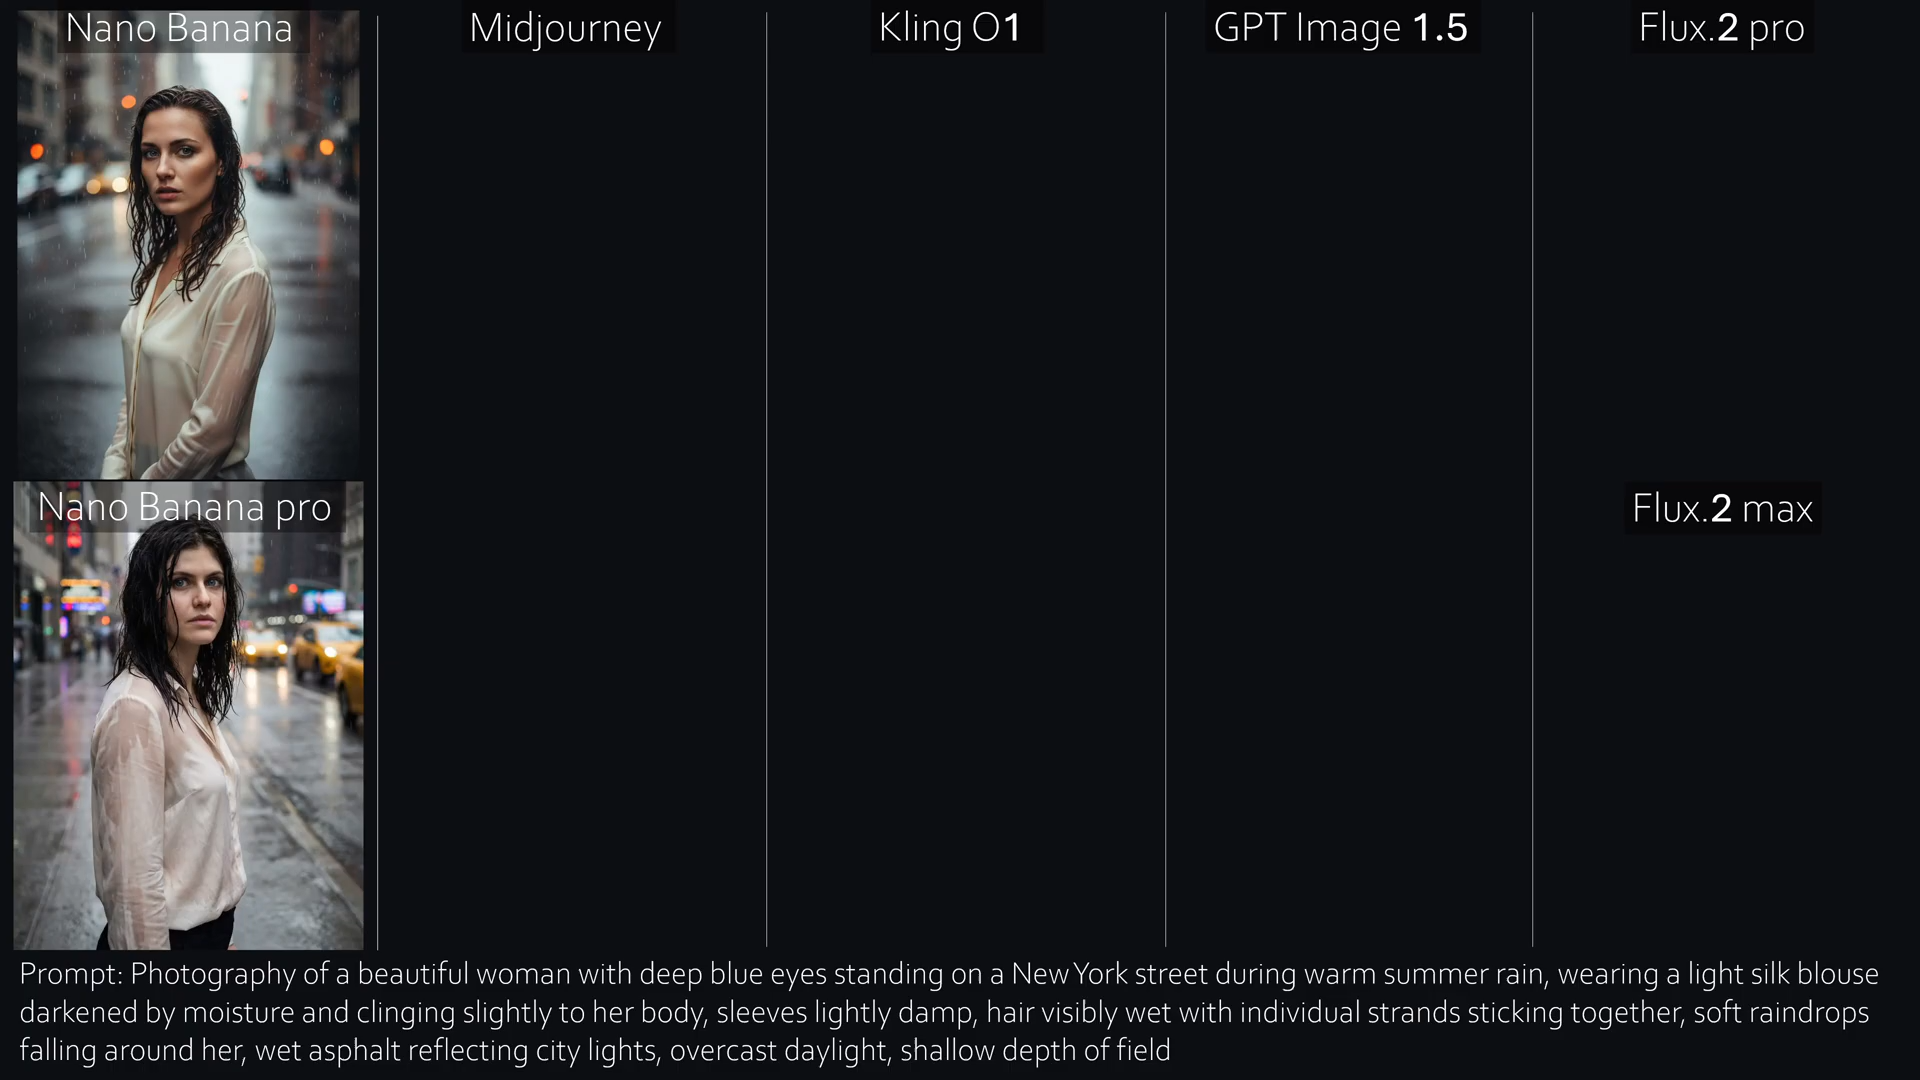 Nano Banana
Midjourney
Kling O1
GPT Image 1.5
Flux.2 pro
Nano Banana pro
Flux.2 max
Prompt: Photography of a beautiful woman with deep blue eyes standing on a New York street during warm summer rain, wearing a light silk blouse
darkened by moisture and clinging slightly to her body, sleeves lightly damp, hair visibly wet with individual strands sticking together, soft raindrops
falling around her, wet asphalt reflecting city lights, overcast daylight, shallow depth of field